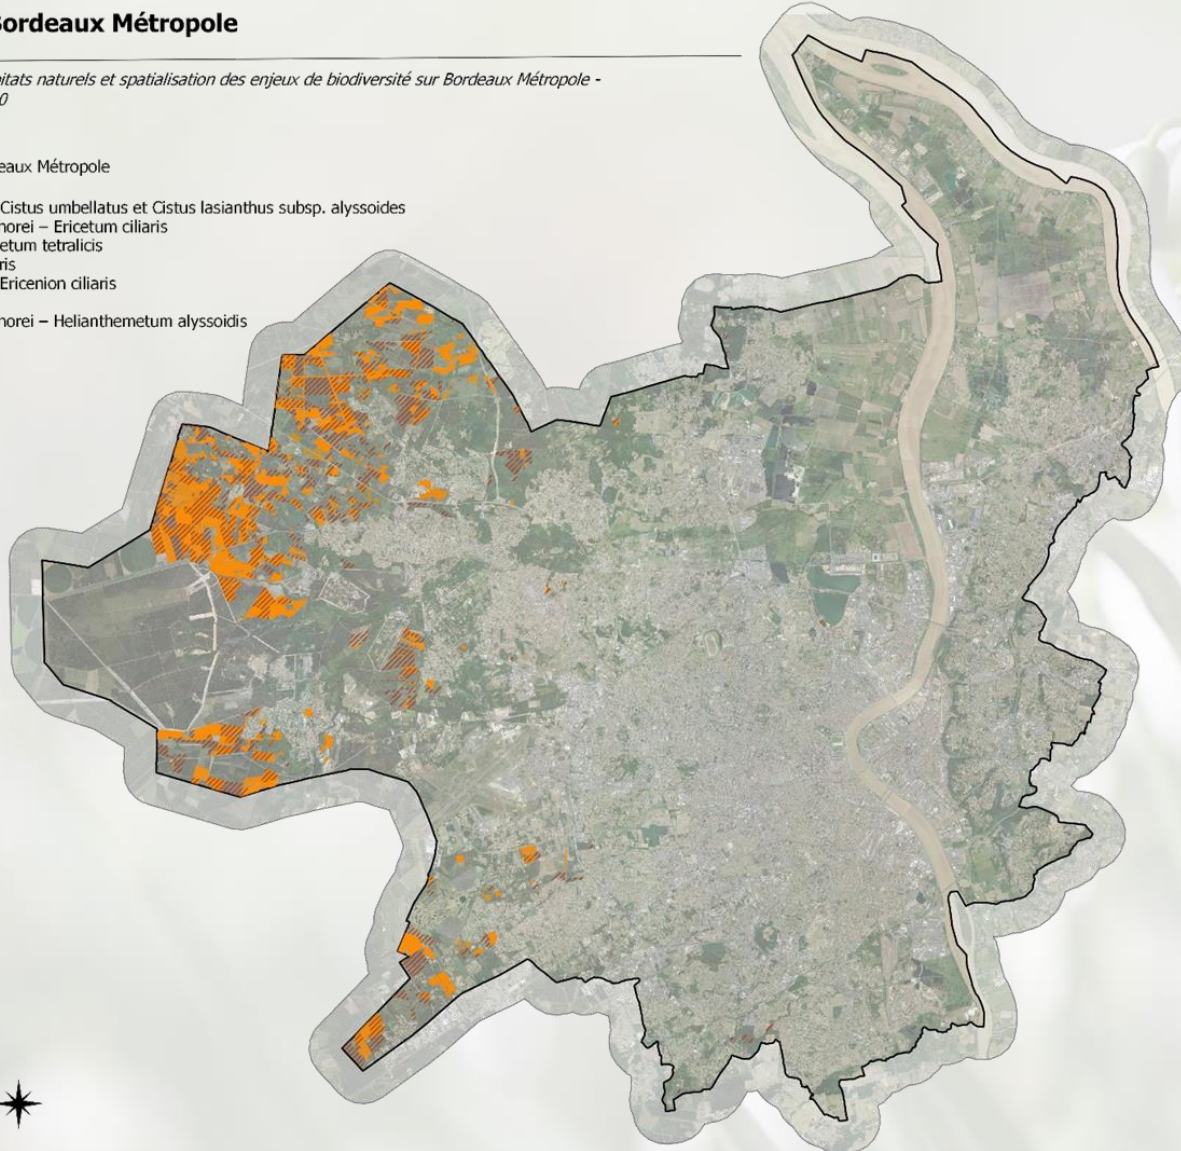 Bordeaux Métropole
itats naturels et spatialisation des enjeux de biodiversité sur Bordeaux Métropole -
0
eaux Métropole
Cistus umbellatus et Cistus lasianthus subsp. alyssoides
horei – Ericetum ciliaris
etum tetralicis
ris
Ericenion ciliaris
horei – Helianthemetum alyssoidis